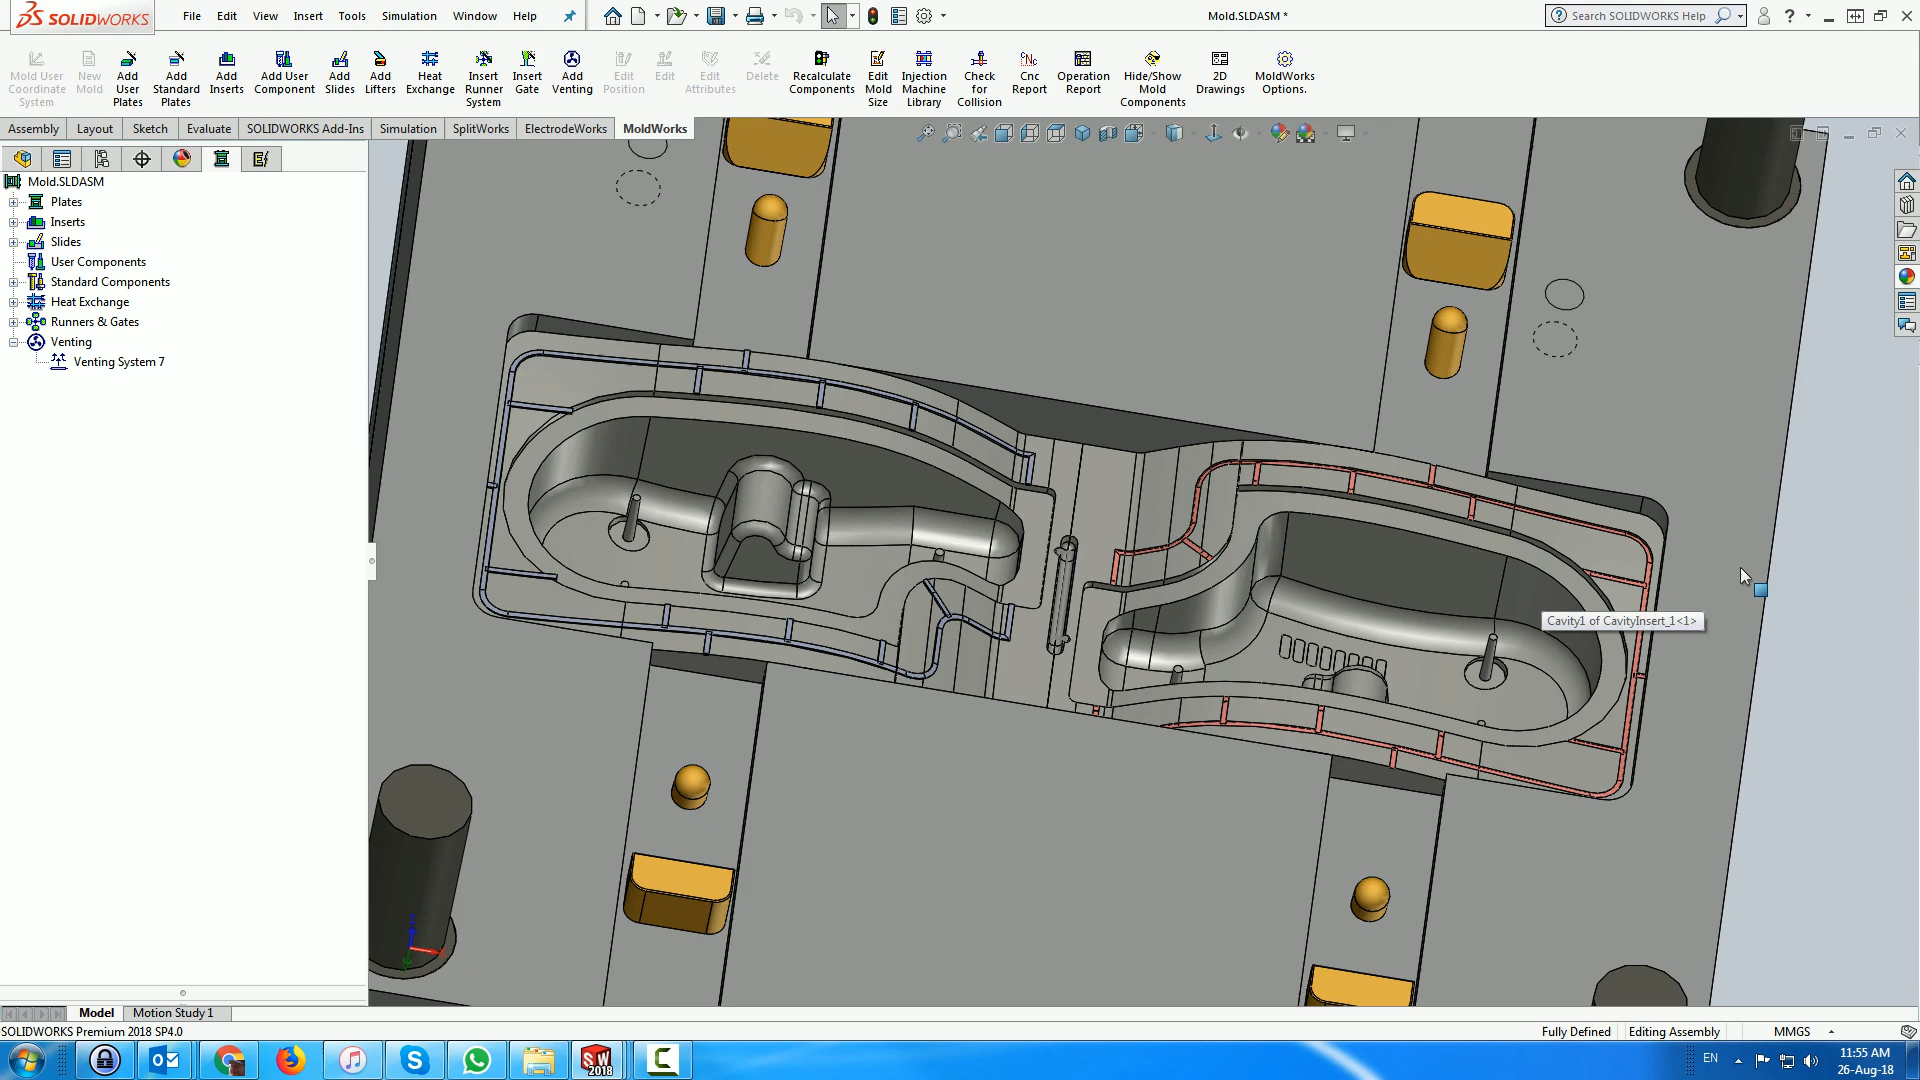 SOLIDWORKS
File Edit View Insert Tools Simulation Window Help
Mold.SLDASM *
Search SOLIDWORKS Help
Mold User Coordinate System
New Mold
Add User Plates
Add Standard Plates
Add Inserts
Add User Component
Add Slides
Add Lifters
Heat Exchange
Insert Runner System
Insert Gate
Add Venting
Edit Position
Edit
Edit Attributes
Delete
Recalculate Components
Edit Mold Size
Injection Machine Library
Check for Collision
Cnc Report
Operation Report
Hide/Show Mold Components
2D Drawings
MoldWorks Options.
Assembly Layout Sketch Evaluate SOLIDWORKS Add-Ins Simulation SplitWorks ElectrodeWorks MoldWorks
Mold.SLDASM
Plates
Inserts
Slides
User Components
Standard Components
Heat Exchange
Runners & Gates
Venting
Venting System 7
Cavity1 of CavityInsert_1<1>
Model Motion Study 1
SOLIDWORKS Premium 2018 SP4.0
Fully Defined Editing Assembly MMGS
SW 2018
EN
11:55 AM
26-Aug-18